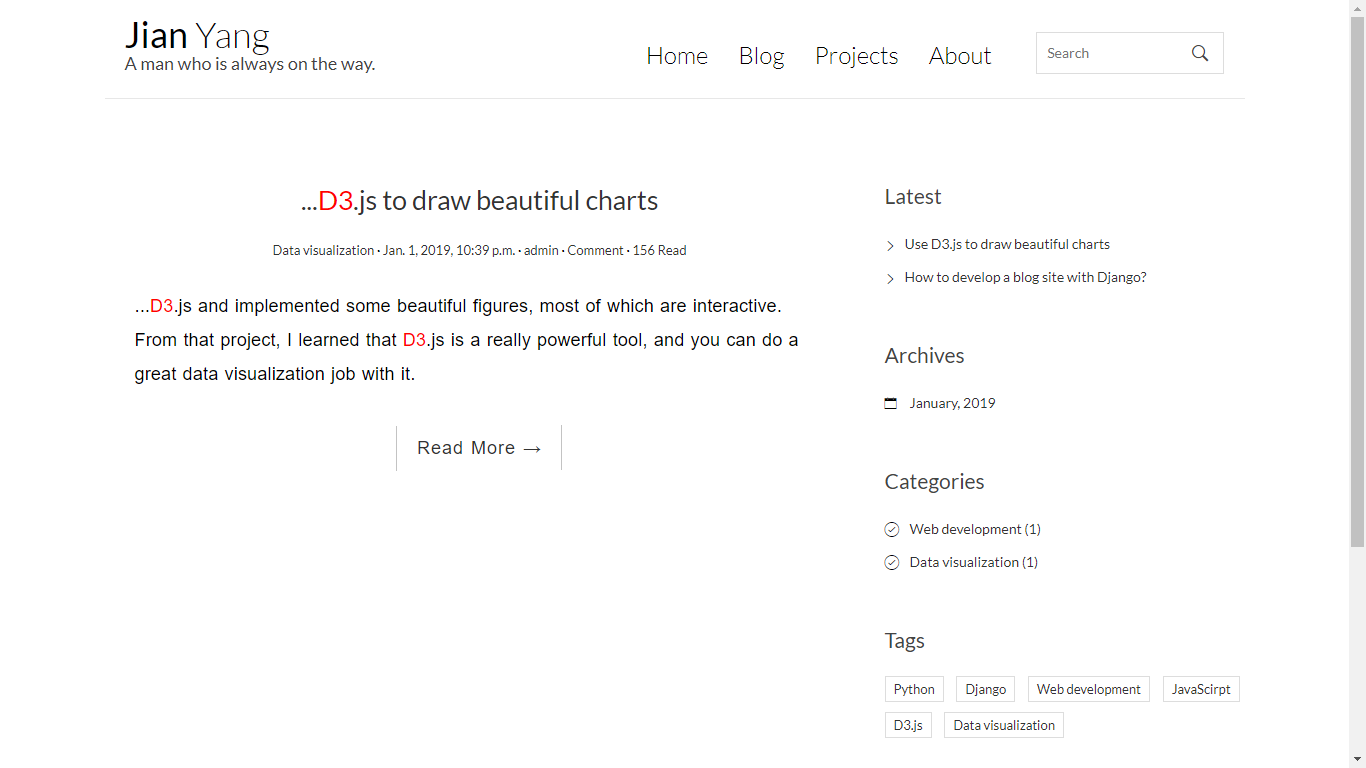 Jian Yang
A man who is always on the way.
Home Blog Projects About
Search
...D3.js to draw beautiful charts
Data visualization · Jan. 1, 2019, 10:39 p.m. · admin · Comment · 156 Read
...D3.js and implemented some beautiful figures, most of which are interactive.
From that project, I learned that D3.js is a really powerful tool, and you can do a
great data visualization job with it.
Read More →
Latest
Use D3.js to draw beautiful charts
How to develop a blog site with Django?
Archives
January, 2019
Categories
Web development (1)
Data visualization (1)
Tags
Python Django Web development JavaScirpt
D3.js Data visualization